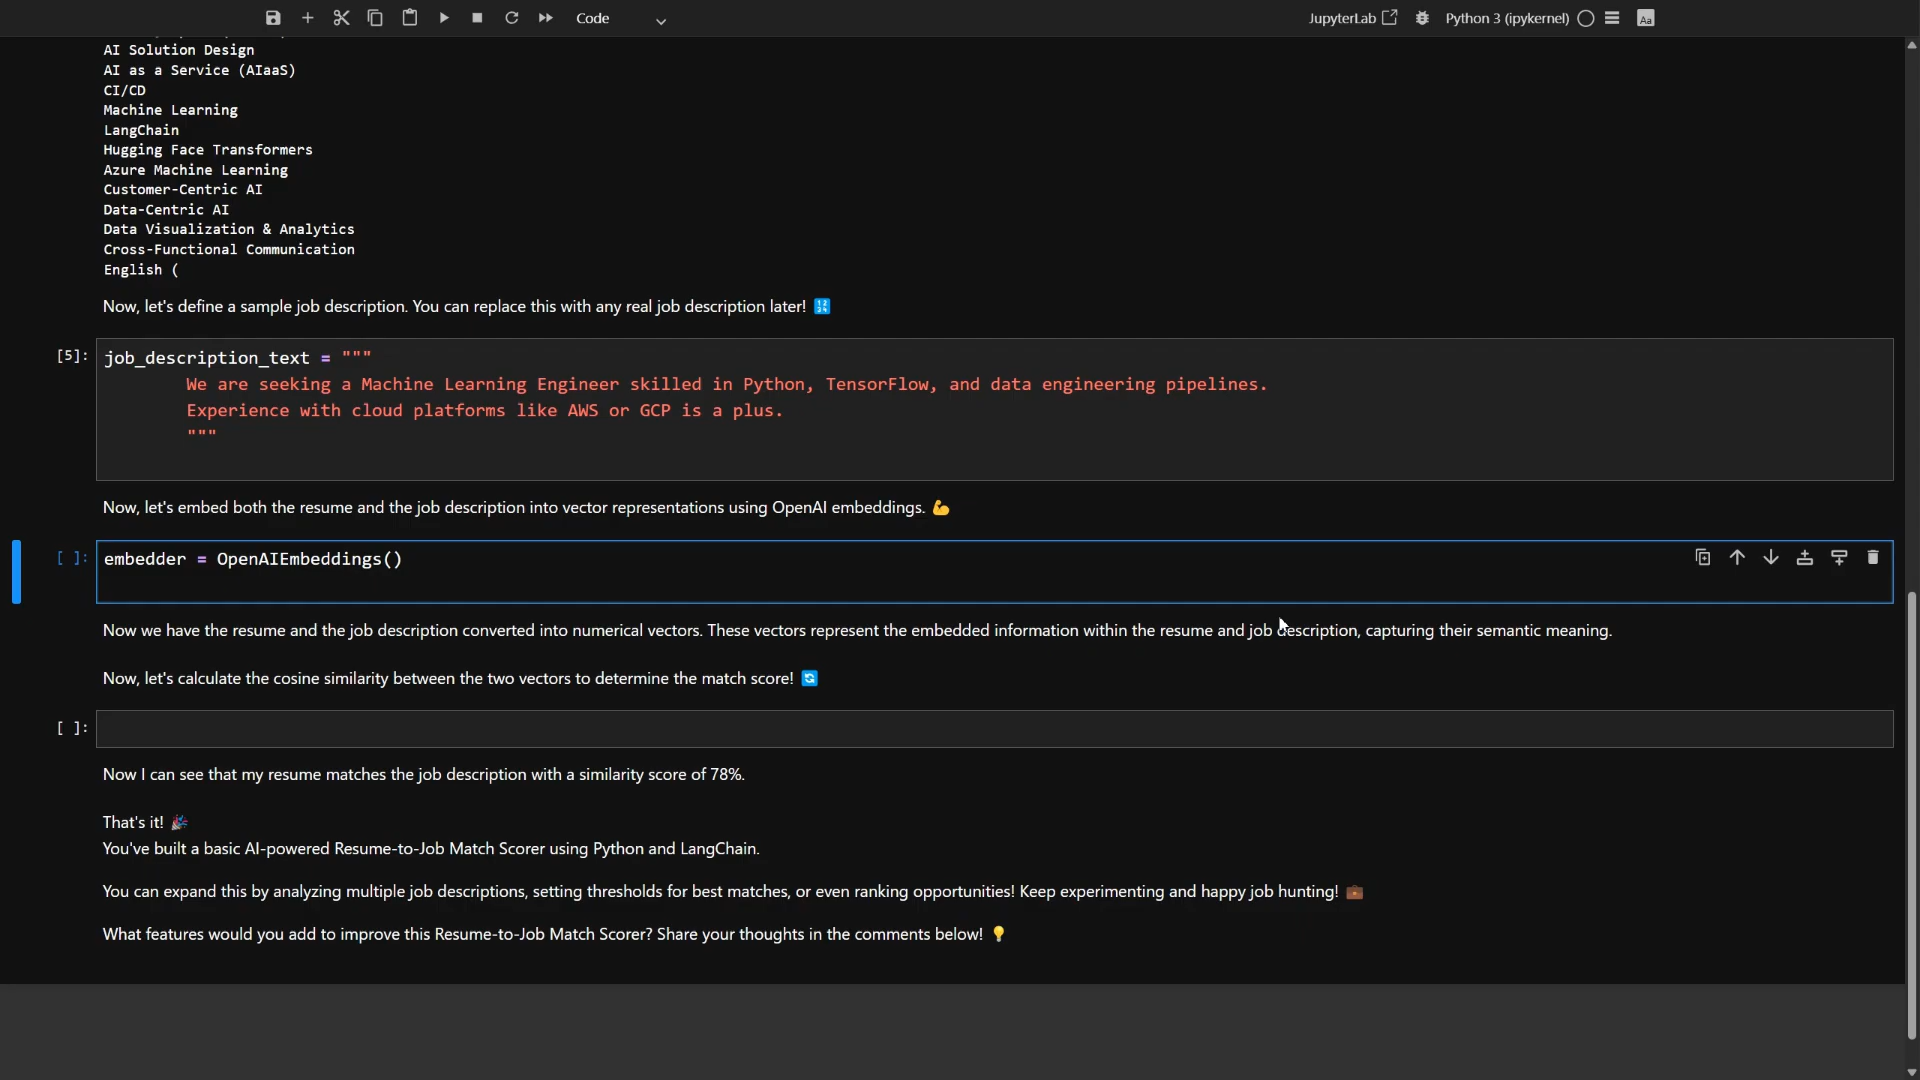 Code
JupyterLab
Python 3 (ipykernel)
Aa
AI Solution Design
AI as a Service (AIaaS)
CI/CD
Machine Learning
LangChain
Hugging Face Transformers
Azure Machine Learning
Customer-Centric AI
Data-Centric AI
Data Visualization & Analytics
Cross-Functional Communication
English (
Now, let's define a sample job description. You can replace this with any real job description later! 🔢
[5]: job_description_text = """
We are seeking a Machine Learning Engineer skilled in Python, TensorFlow, and data engineering pipelines.
Experience with cloud platforms like AWS or GCP is a plus.
"""
Now, let's embed both the resume and the job description into vector representations using OpenAI embeddings. 💪
[ ]: embedder = OpenAIEmbeddings()
Now we have the resume and the job description converted into numerical vectors. These vectors represent the embedded information within the resume and job description, capturing their semantic meaning.
Now, let's calculate the cosine similarity between the two vectors to determine the match score! 🔄
[ ]:
Now I can see that my resume matches the job description with a similarity score of 78%.
That's it! 🎉
You've built a basic AI-powered Resume-to-Job Match Scorer using Python and LangChain.
You can expand this by analyzing multiple job descriptions, setting thresholds for best matches, or even ranking opportunities! Keep experimenting and happy job hunting! 💼
What features would you add to improve this Resume-to-Job Match Scorer? Share your thoughts in the comments below! 💡